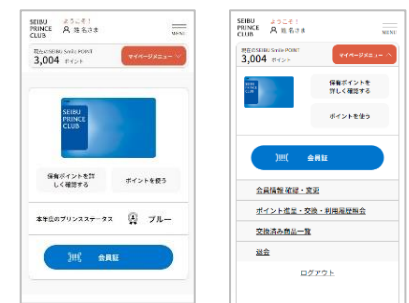 SEIBU
PRINCE
CLUB
ようこそ！
姓 名さま
MENU
現在のSEIBU Smile POINT
3,004 ポイント
マイページメニュー
SEIBU
PRINCE
CLUB
保有ポイントを詳
しく確認する
ポイントを使う
本年度のプリンスステータス
ブルー
会員証
SEIBU
PRINCE
CLUB
ようこそ！
姓 名さま
MENU
現在のSEIBU Smile POINT
3,004 ポイント
マイページメニュー
保有ポイントを
詳しく確認する
ポイントを使う
会員証
会員情報 確認・変更
ポイント進呈・交換・利用履歴照会
交換済み商品一覧
退会
ログアウト